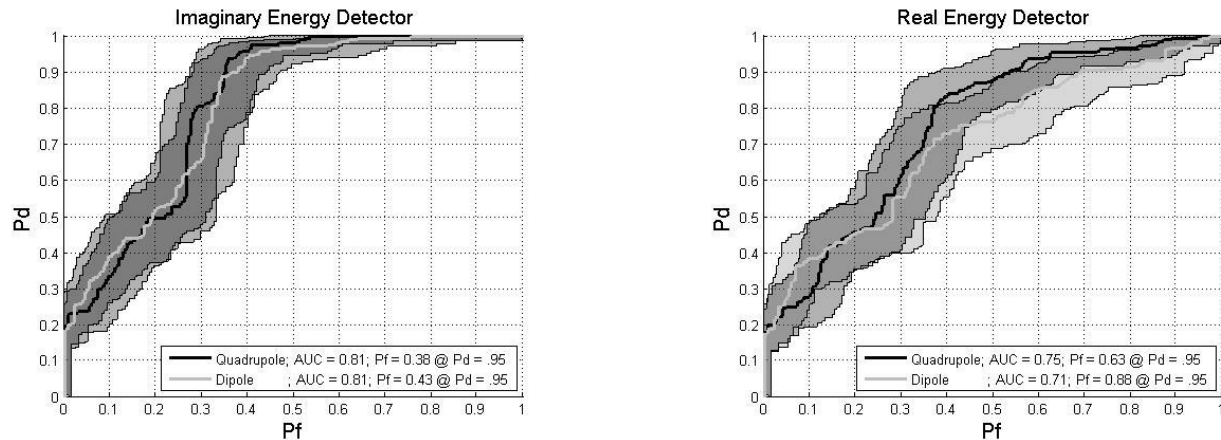 Imaginary Energy Detector
1
0.9
0.8
0.7
0.6
0.5
0.4
0.3
0.2
0.1
0
Pd
Quadrupole; AUC = 0.81; Pf = 0.38 @ Pd = .95
Dipole ; AUC = 0.81; Pf = 0.43 @ Pd = .95
0 0.1 0.2 0.3 0.4 0.5 0.6 0.7 0.8 0.9 1
Pf
Real Energy Detector
1
0.9
0.8
0.7
0.6
0.5
0.4
0.3
0.2
0.1
0
Pd
Quadrupole; AUC = 0.75; Pf = 0.63 @ Pd = .95
Dipole ; AUC = 0.71; Pf = 0.88 @ Pd = .95
0 0.1 0.2 0.3 0.4 0.5 0.6 0.7 0.8 0.9 1
Pf